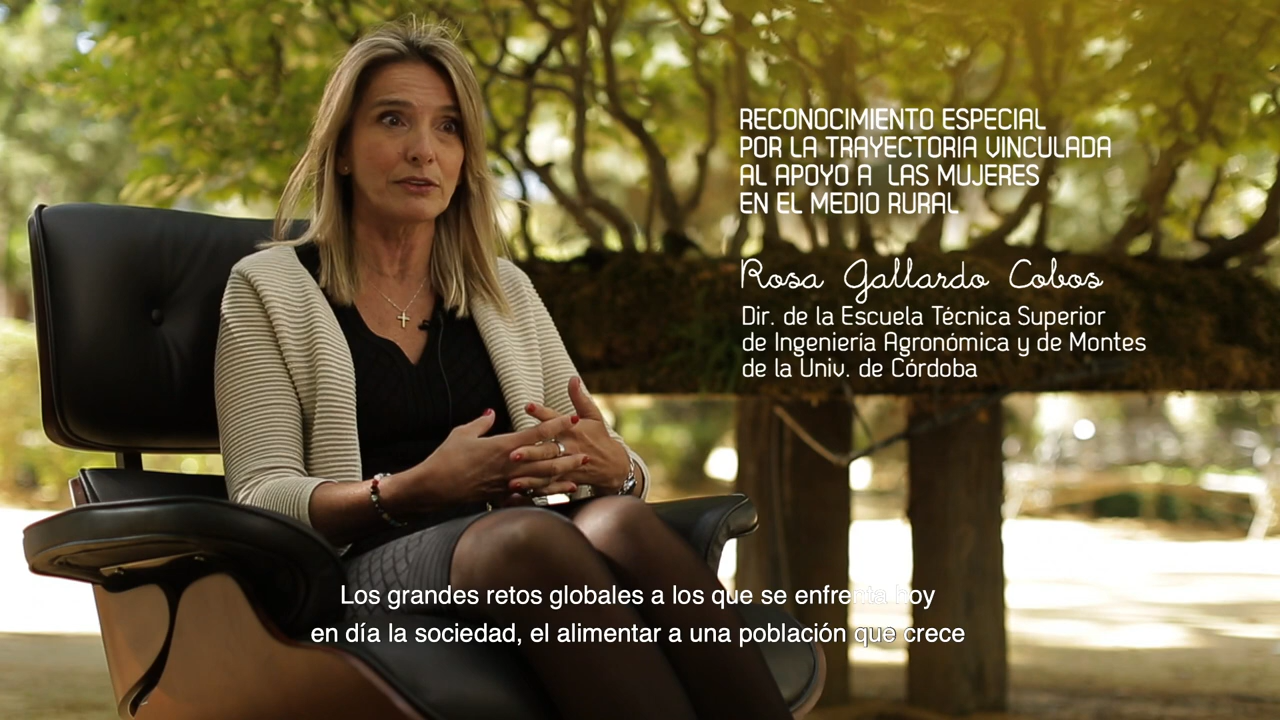 RECONOCIMIENTO ESPECIAL
POR LA TRAYECTORIA VINCULADA
AL APOYO A LAS MUJERES
EN EL MEDIO RURAL
Rosa Gallardo Cobos
Dir. de la Escuela Técnica Superior
de Ingeniería Agronómica y de Montes
de la Univ. de Córdoba
Los grandes retos globales a los que se enfrenta hoy
en día la sociedad, el alimentar a una población que crece